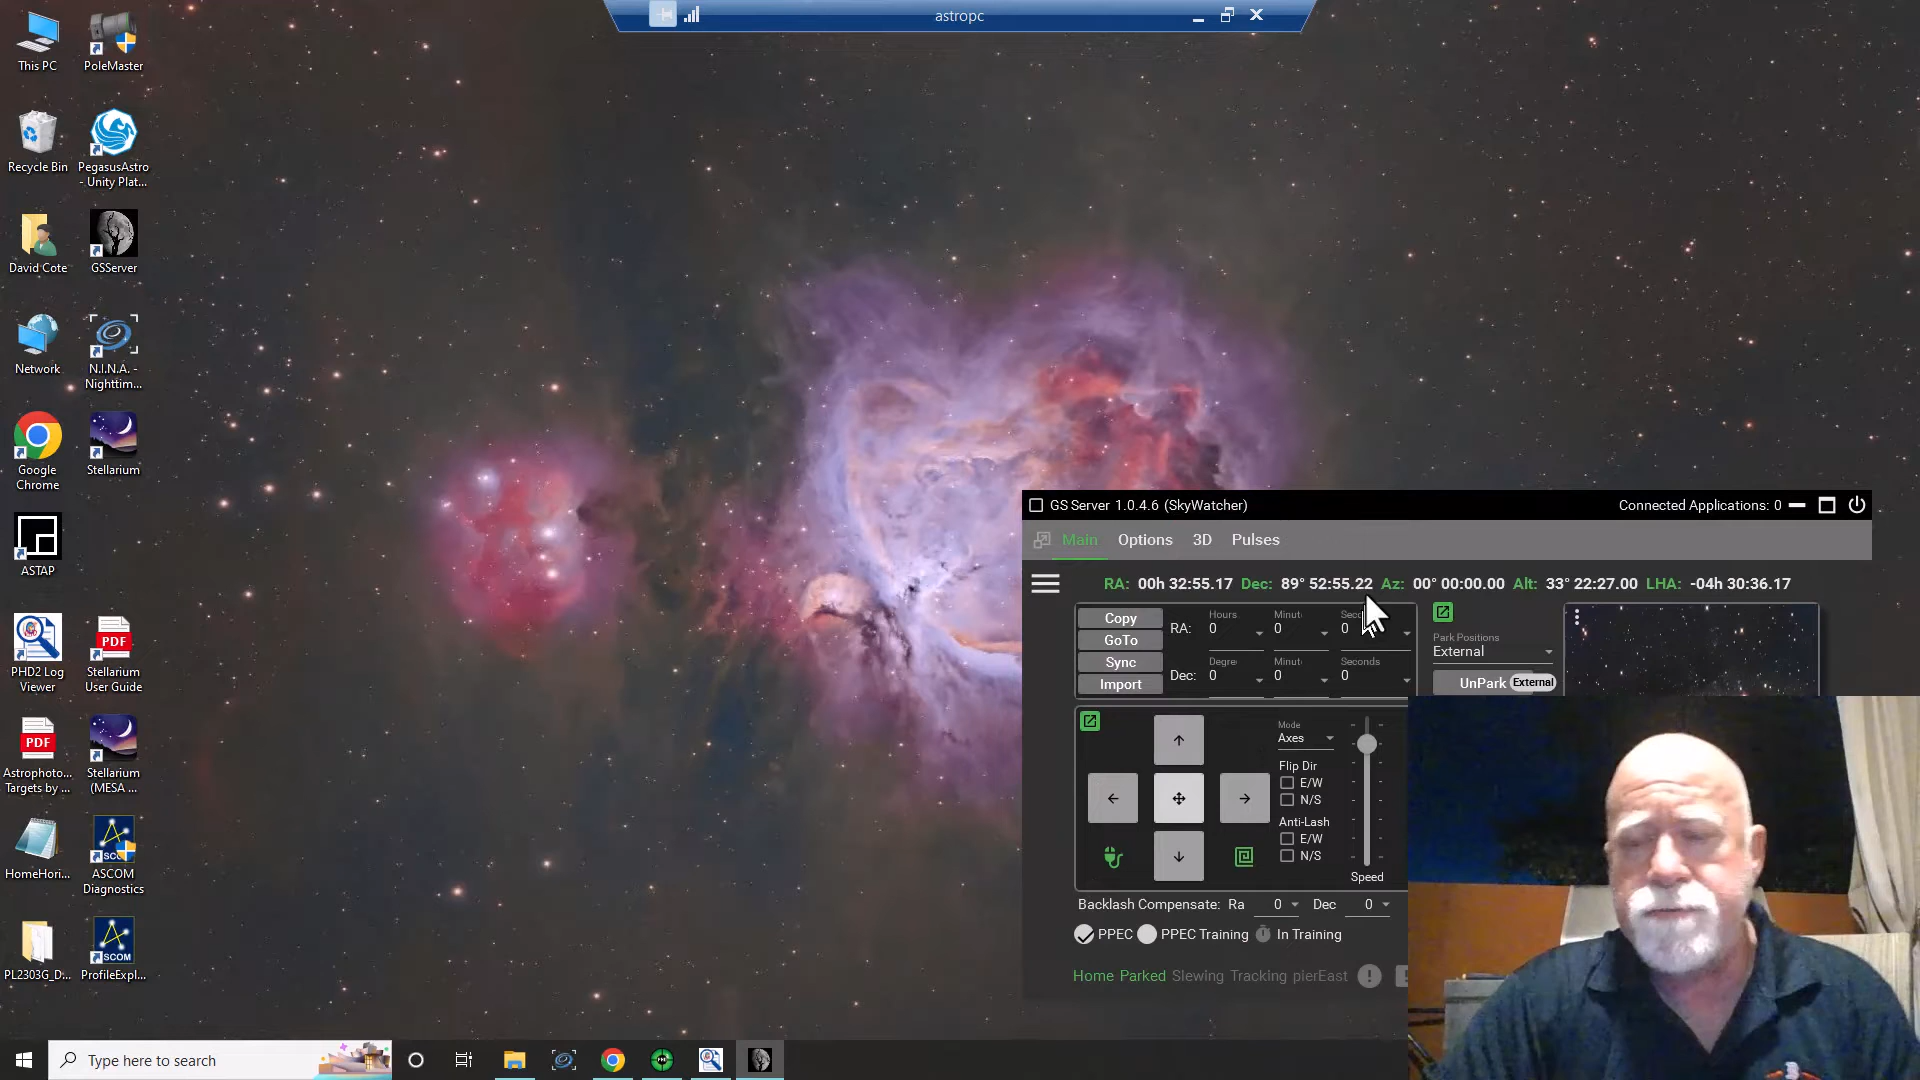 astropc
This PC
PoleMaster
Recycle Bin
PegasusAstro
- Unity Plat...
David Cote
GSServer
Network
N.I.N.A. -
Nighttim...
Google
Chrome
Stellarium
ASTAP
PHD2 Log
Viewer
PDF
Stellarium
User Guide
PDF
Astrophoto...
Targets by ...
Stellarium
(MESA ...
HomeHori...
ASCOM
Diagnostics
PL2303G_D...
SCOM
ProfileExpl...
GS Server 1.0.4.6 (SkyWatcher)
Connected Applications: 0
Main Options 3D Pulses
RA: 00h 32:55.17 Dec: 89° 52:55.22 Az: 00° 00:00.00 Alt: 33° 22:27.00 LHA: -04h 30:36.17
Copy
GoTo
Sync
Import
Hours
Minut
RA: 0 0 0
Degre
Minut
Seconds
Dec: 0 0 0
Park Positions
External
UnPark External
Mode
Axes
Flip Dir
E/W
N/S
Anti-Lash
E/W
N/S
Speed
Backlash Compensate: Ra 0 Dec 0
PPEC PPEC Training In Training
Home Parked Slewing Tracking pierEast
Type here to search